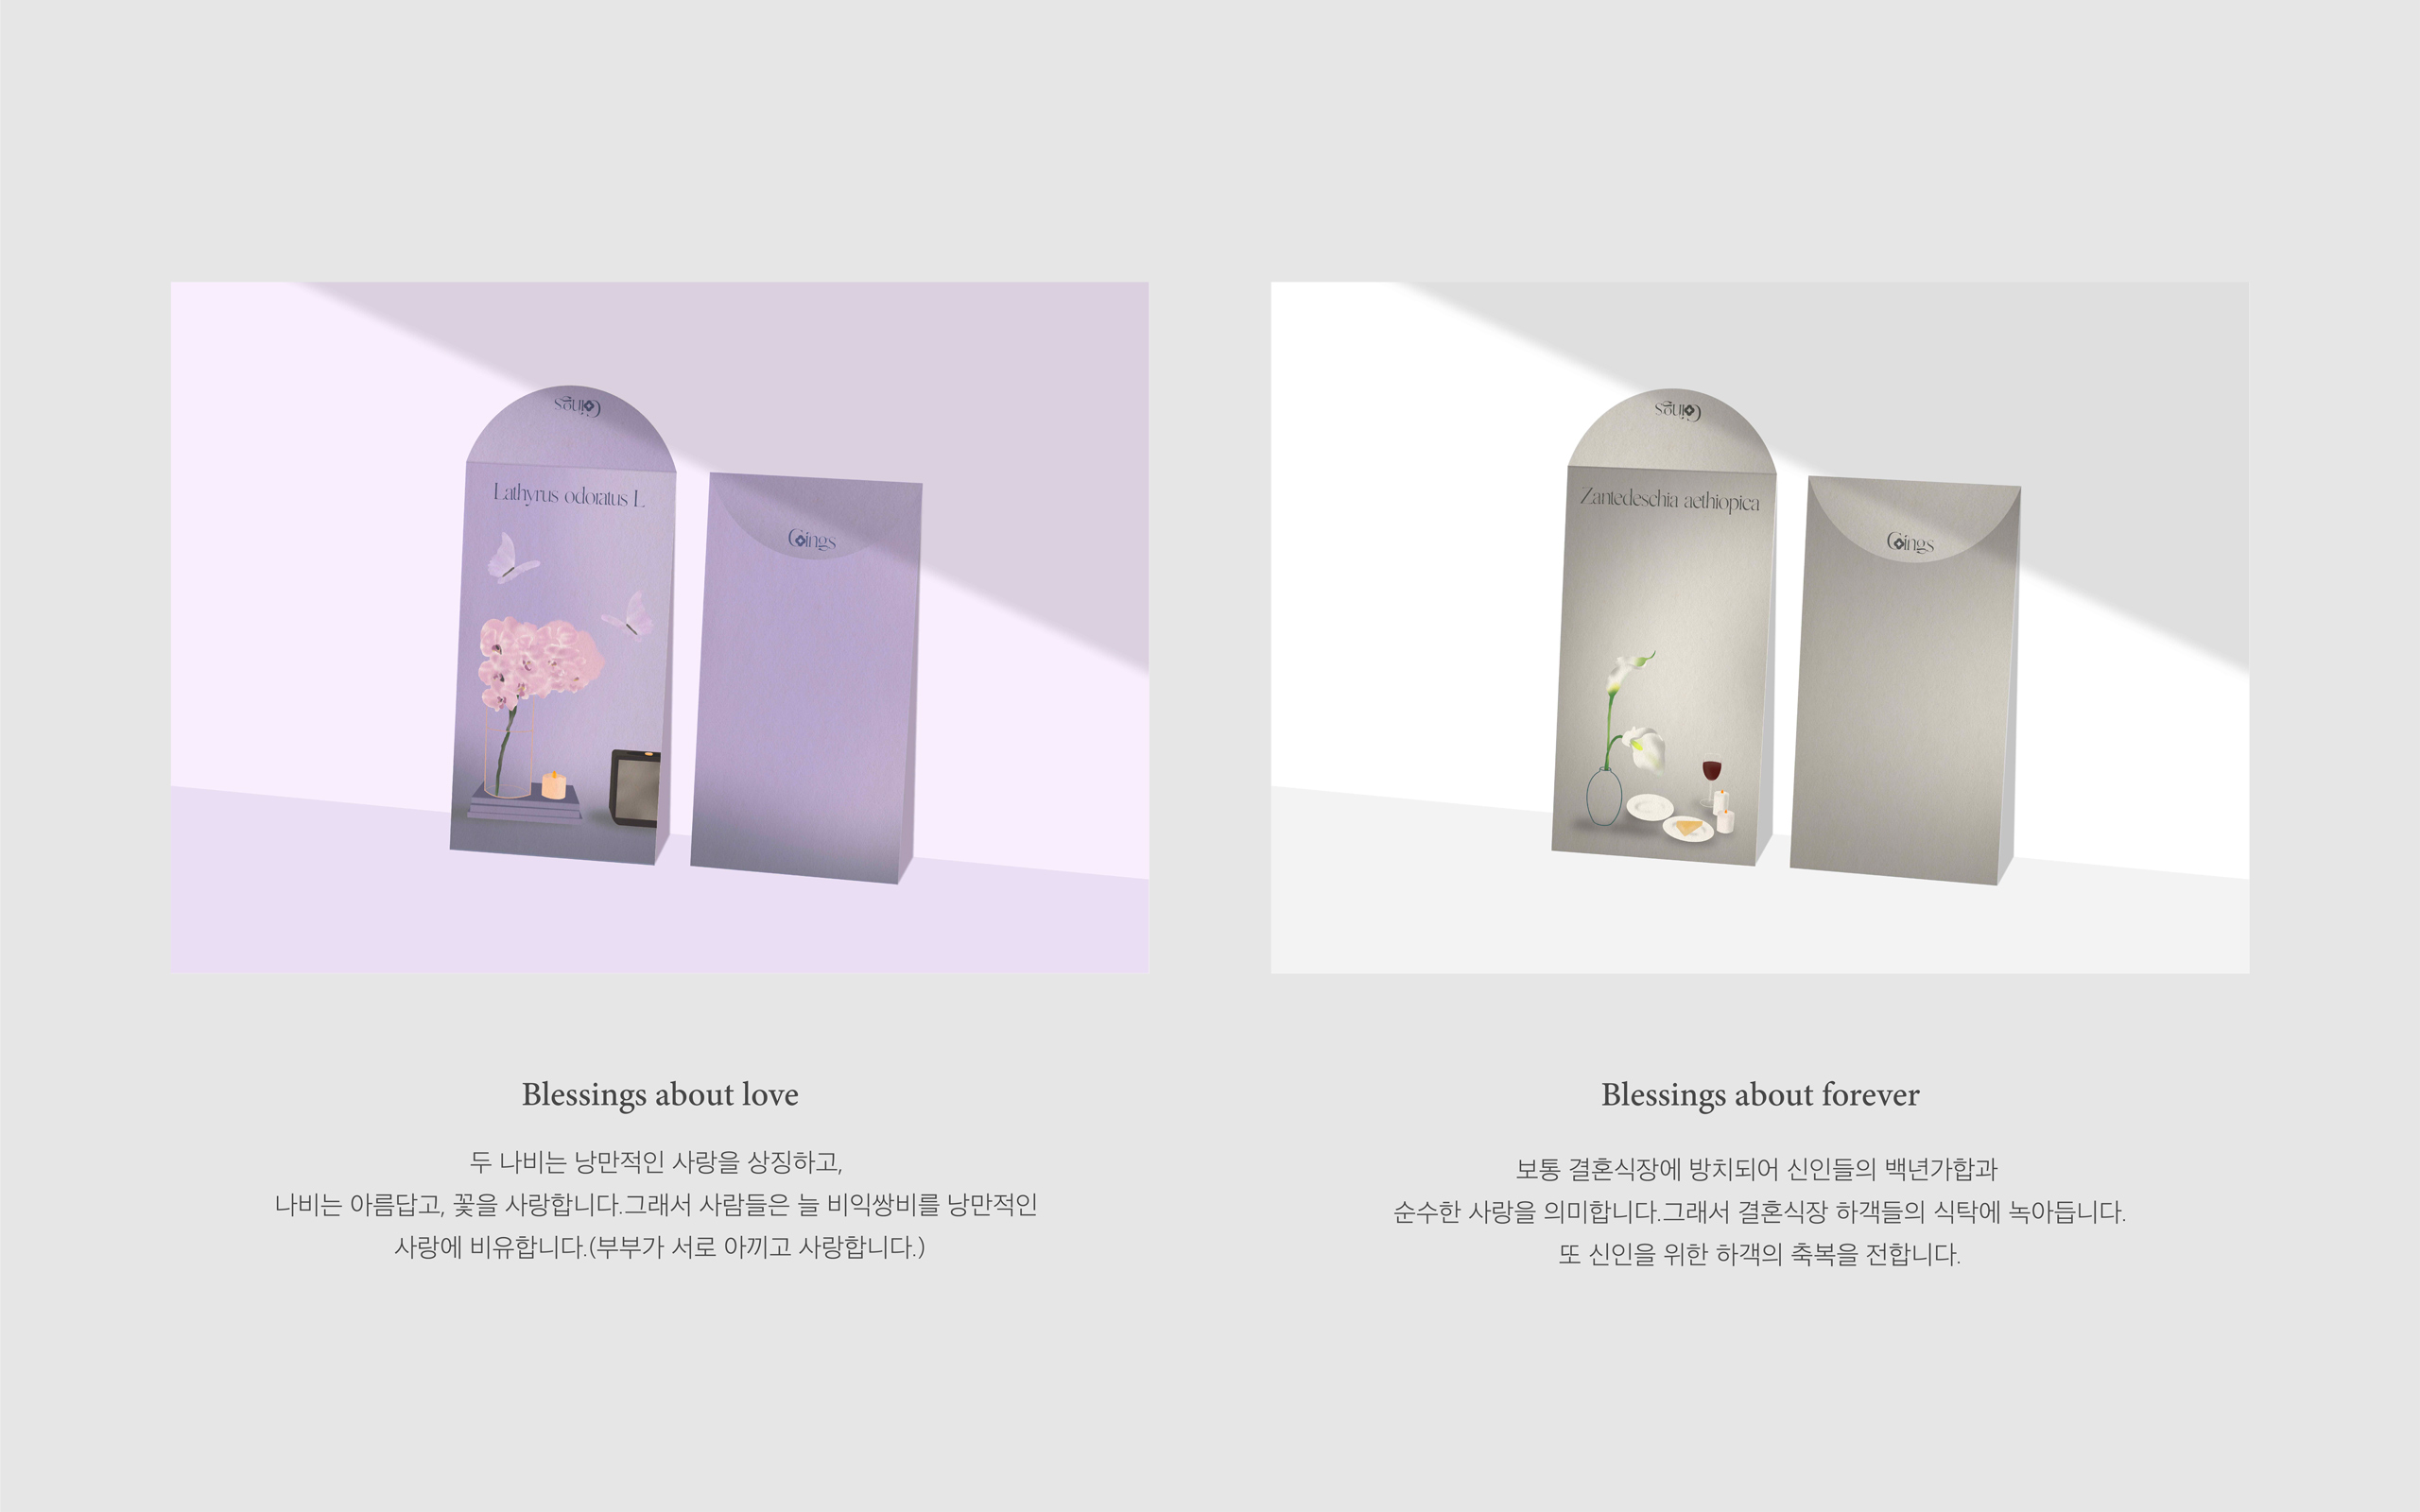 Coings
Lathyrus odoratus L
Coings
Coings
Zantedeschia aethiopica
Coings
Blessings about love
두 나비는 낭만적인 사랑을 상징하고,
나비는 아름답고, 꽃을 사랑합니다.그래서 사람들은 늘 비익쌍비를 낭만적인
사랑에 비유합니다.(부부가 서로 아끼고 사랑합니다.)
Blessings about forever
보통 결혼식장에 방치되어 신인들의 백년가합과
순수한 사랑을 의미합니다.그래서 결혼식장 하객들의 식탁에 녹아듭니다.
또 신인을 위한 하객의 축복을 전합니다.